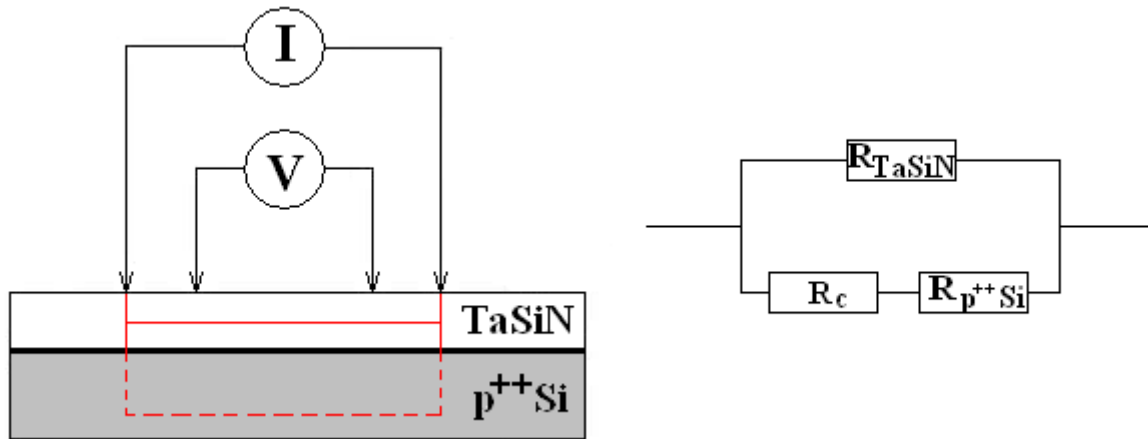 I
V
TaSiN
p++Si
RTaSiN
Rc
Rp++Si